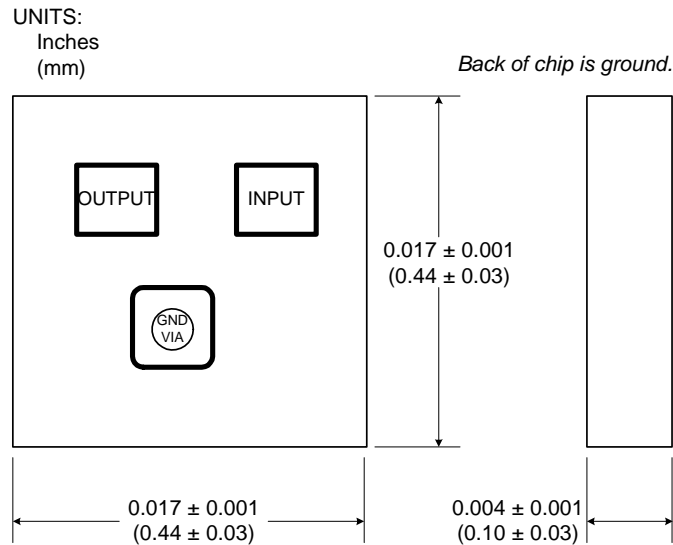 UNITS:
Inches
(mm)
Back of chip is ground.
OUTPUT
INPUT
GND
VIA
0.017 ± 0.001
(0.44 ± 0.03)
0.017 ± 0.001
(0.44 ± 0.03)
0.004 ± 0.001
(0.10 ± 0.03)